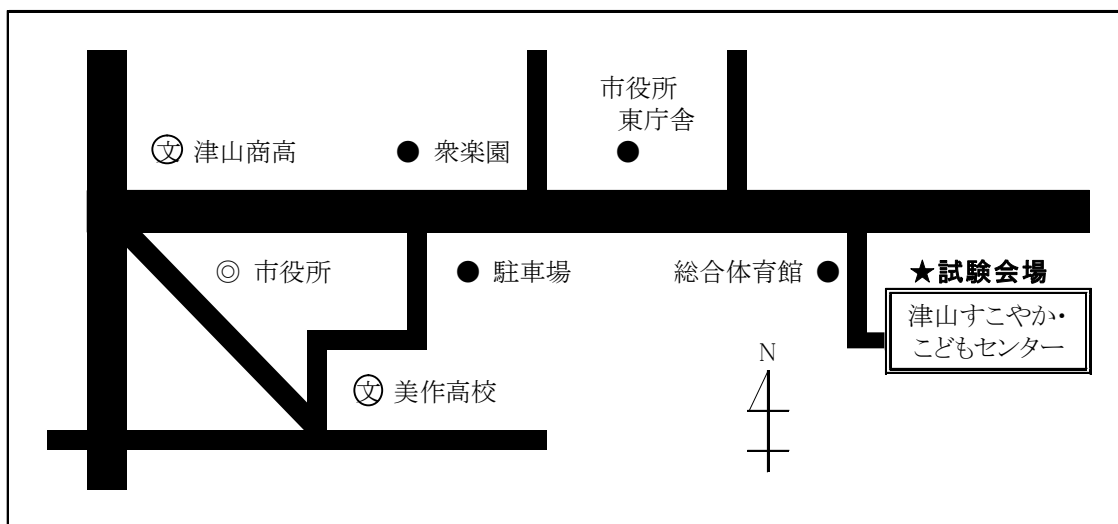 市役所
東庁舎
文 津山商高
● 衆楽園
●
◎ 市役所
● 駐車場
総合体育館 ●
★試験会場
津山すこやか・
こどもセンター
N
文 美作高校